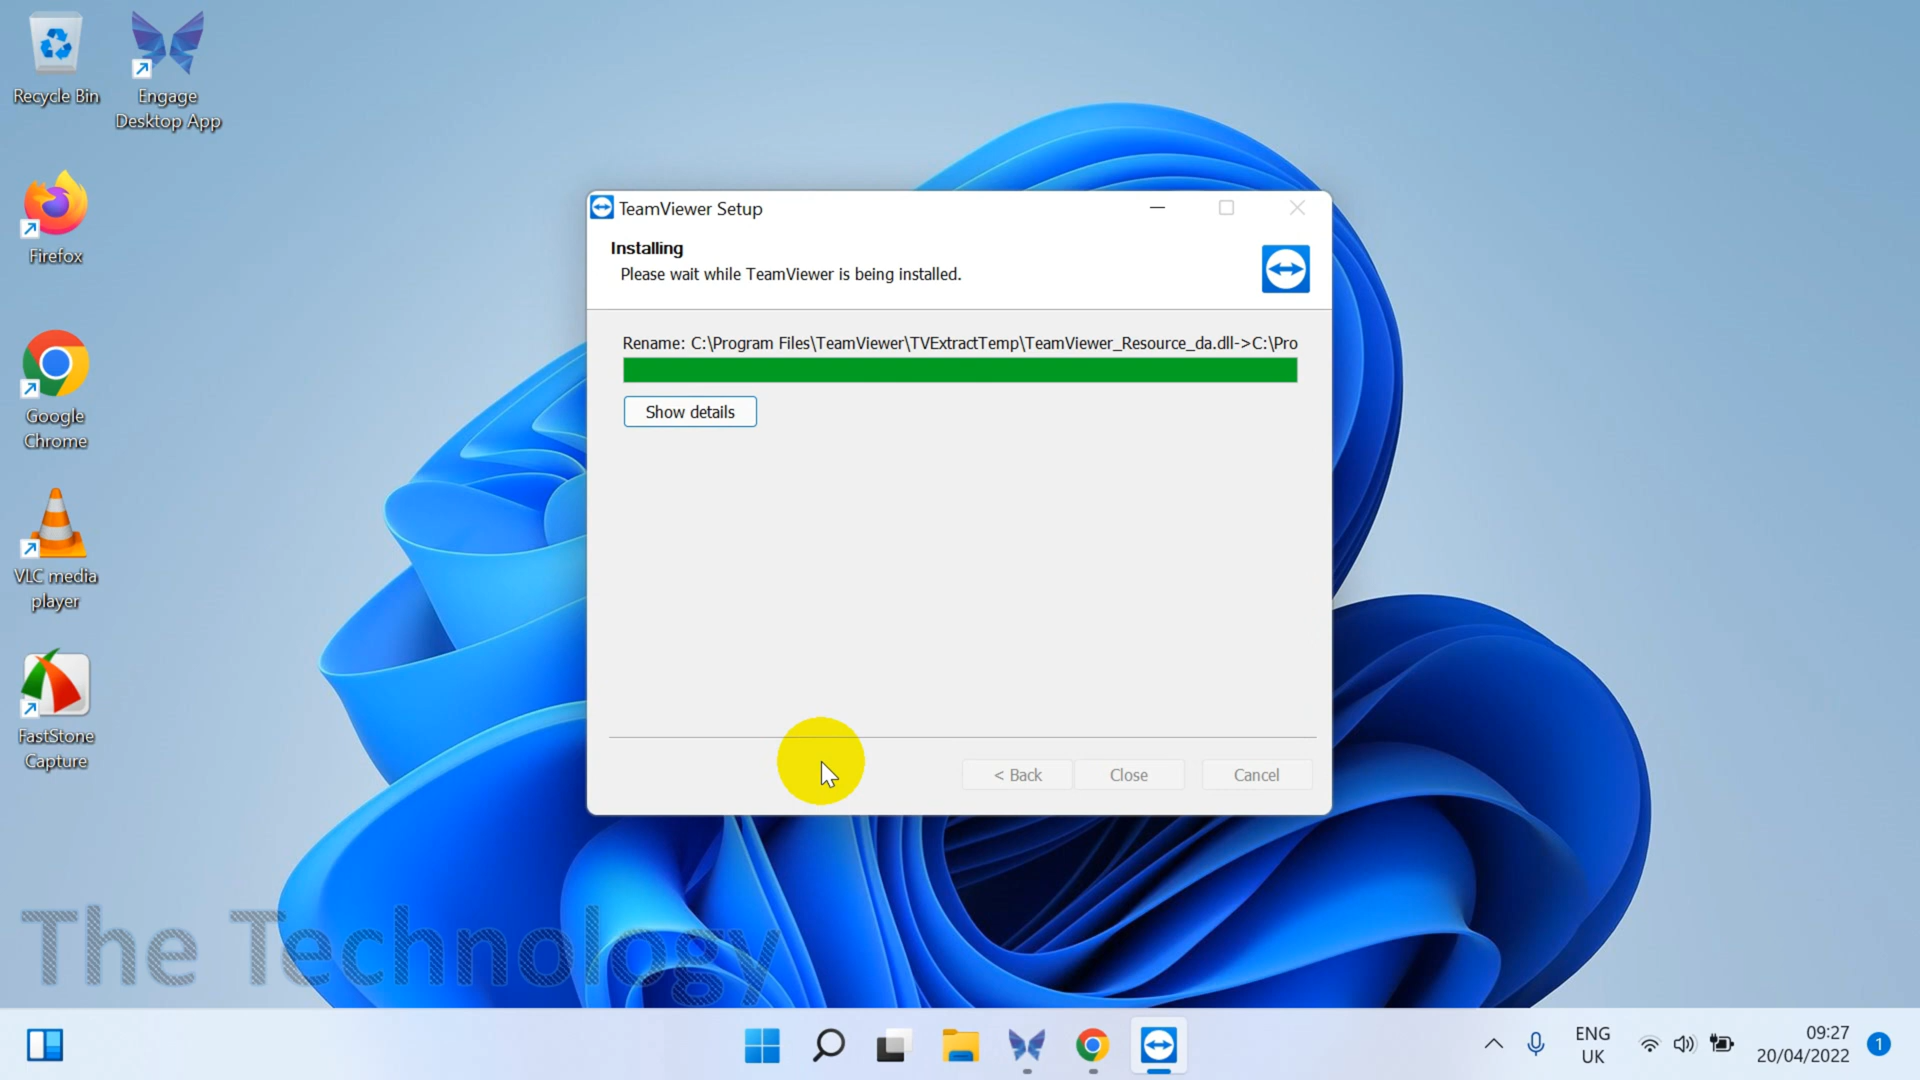 Recycle Bin
Engage
Desktop App
Firefox
Google
Chrome
VLC media
player
FastStone
Capture
TeamViewer Setup
Installing
Please wait while TeamViewer is being installed.
Rename: C:\Program Files\TeamViewer\TVExtractTemp\TeamViewer_Resource_da.dll->C:\Pro
Show details
< Back
Close
Cancel
The Technology
ENG
UK
09:27
20/04/2022
1